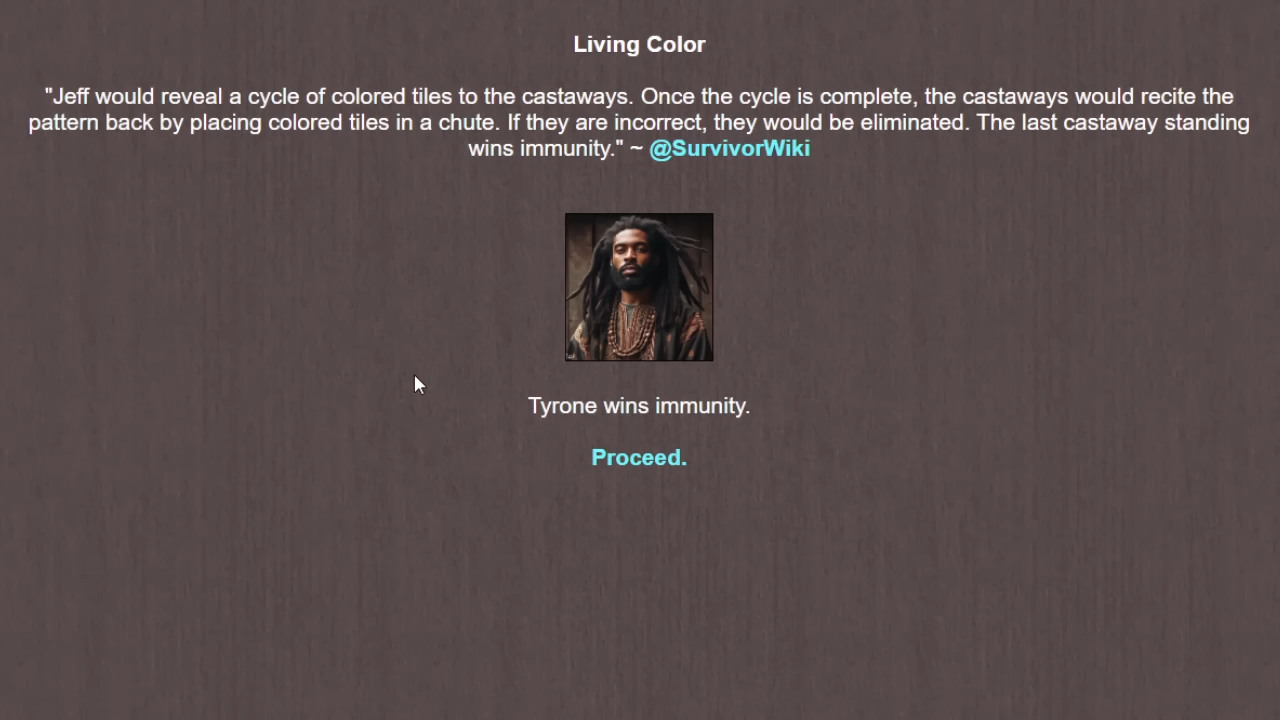 Living Color
"Jeff would reveal a cycle of colored tiles to the castaways. Once the cycle is complete, the castaways would recite the
pattern back by placing colored tiles in a chute. If they are incorrect, they would be eliminated. The last castaway standing
wins immunity." ~ @SurvivorWiki
Tyrone wins immunity.
Proceed.